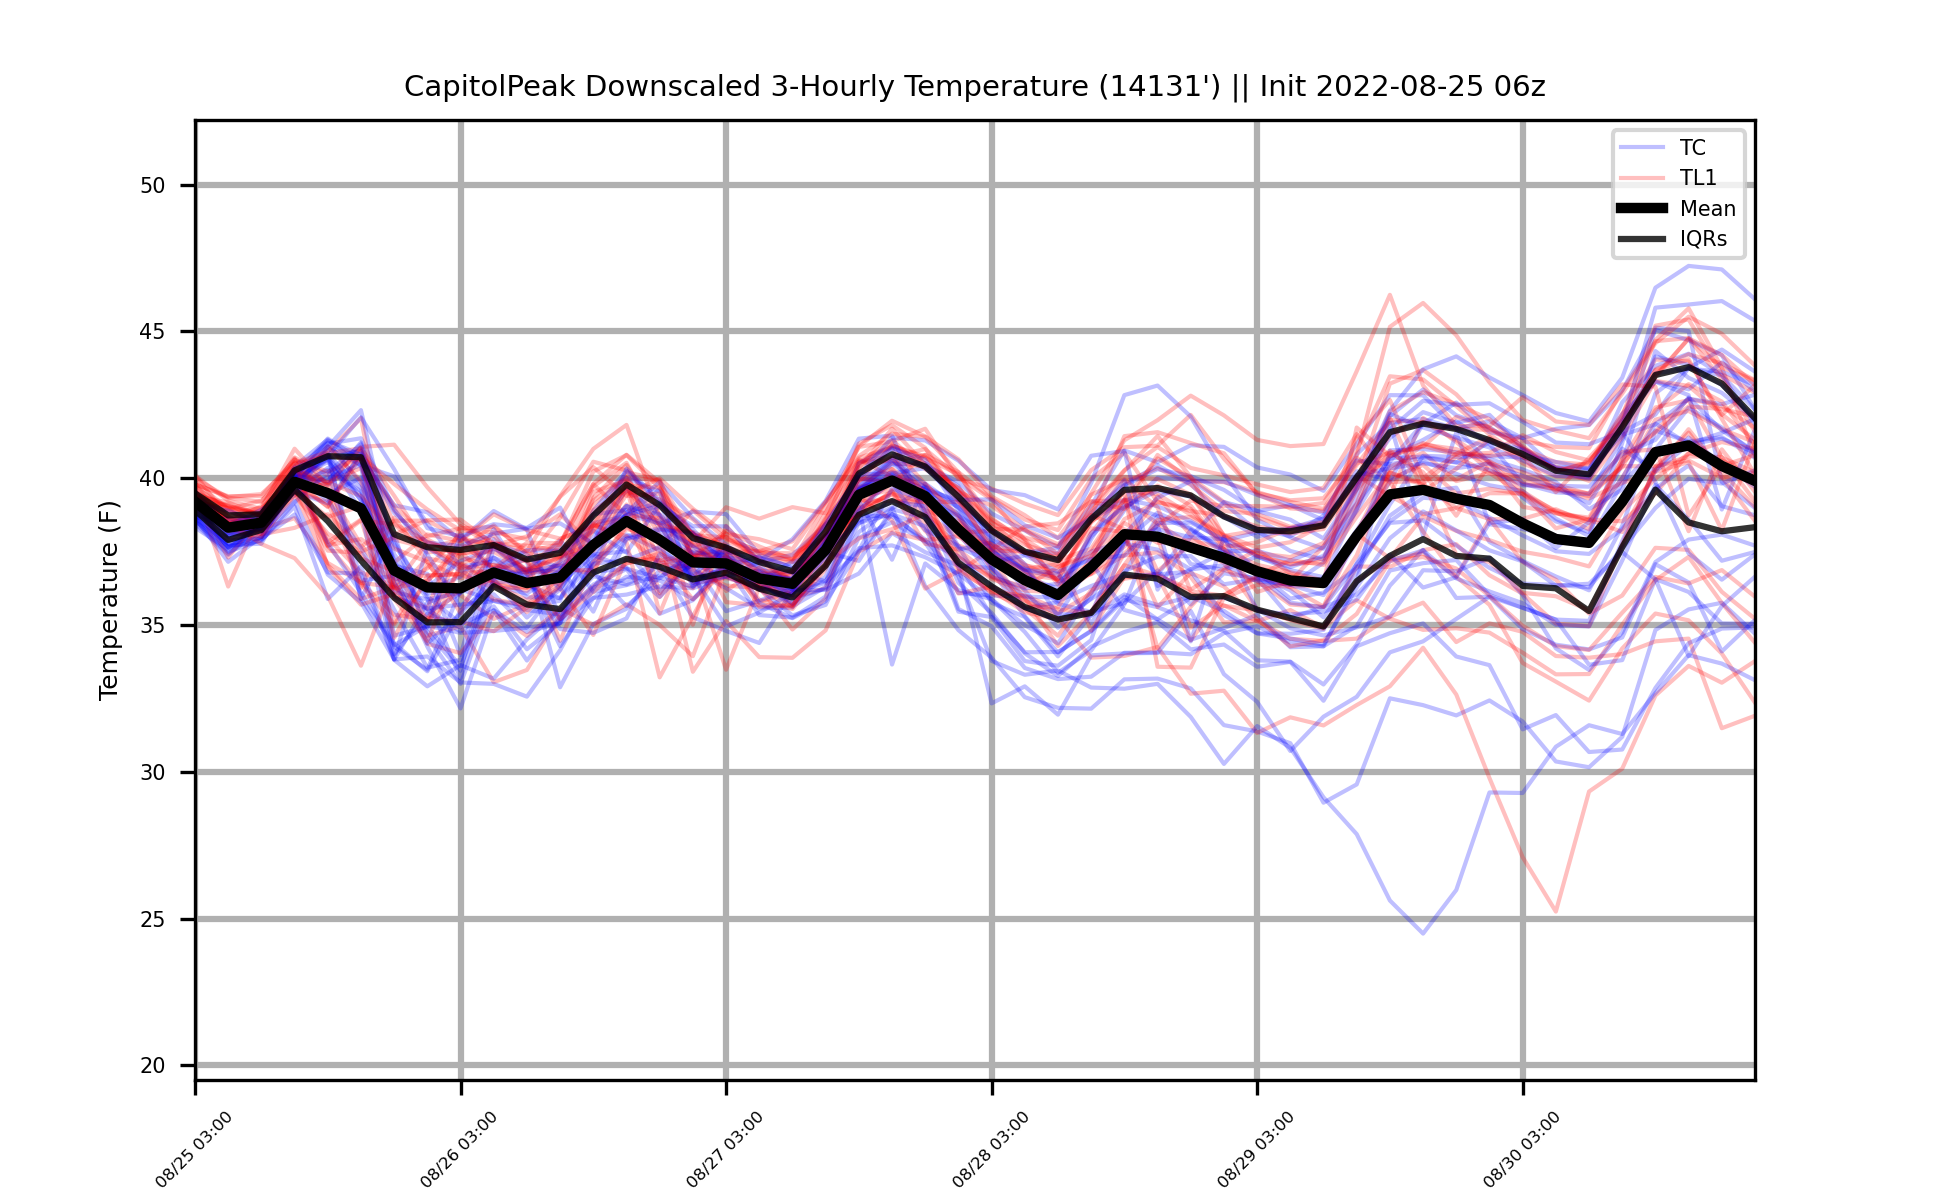 CapitolPeak Downscaled 3-Hourly Temperature (14131') || Init 2022-08-25 06z
TC
TL1
Mean
IQRs
Temperature (F)
50
45
40
35
30
25
20
08/25 03:00
08/26 03:00
08/27 03:00
08/28 03:00
08/29 03:00
08/30 03:00